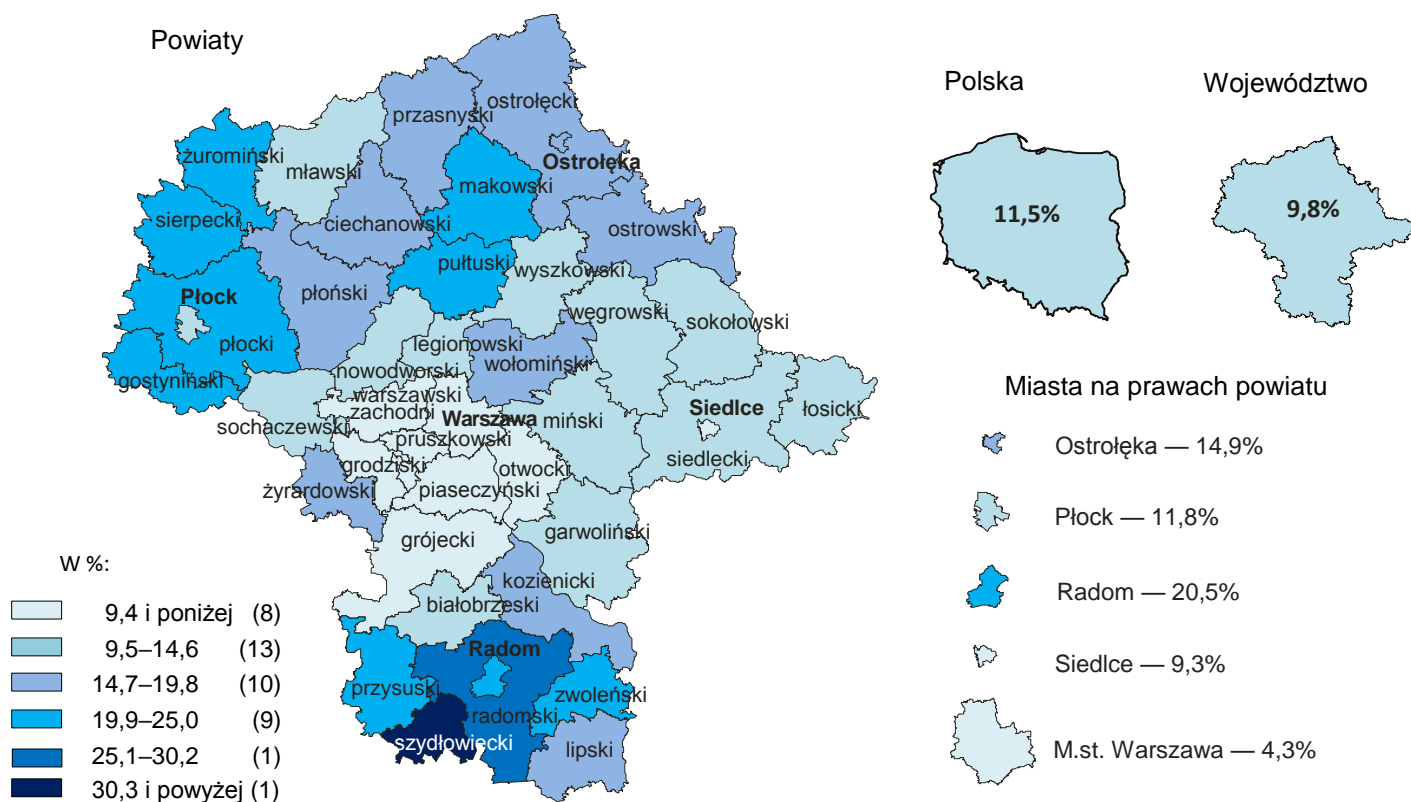 Powiaty
ostrołęcki
przasnyski
żuromiński
mławski
Ostrołęka
makowski
sierpecki
ciechanowski
ostrowski
pułtuski
wyszkowski
płoński
Płock
węgrowski
sokołowski
płocki
legionowski
wołomiński
nowodworski
gostyniński
warszawski
zachodni
Warszawa
miński
Siedlce
łosicki
sochaczewski
pruszkowski
grodziski
otwocki
siedlecki
żyrardowski
piaseczyński
grójecki
garwoliński
kozienicki
białobrzeski
Radom
przysuski
zwoleński
radomski
szydłowiecki
lipski
W %:
9,4 i poniżej (8)
9,5–14,6 (13)
14,7–19,8 (10)
19,9–25,0 (9)
25,1–30,2 (1)
30,3 i powyżej (1)
Polska
11,5%
Województwo
9,8%
Miasta na prawach powiatu
Ostrołęka — 14,9%
Płock — 11,8%
Radom — 20,5%
Siedlce — 9,3%
M.st. Warszawa — 4,3%